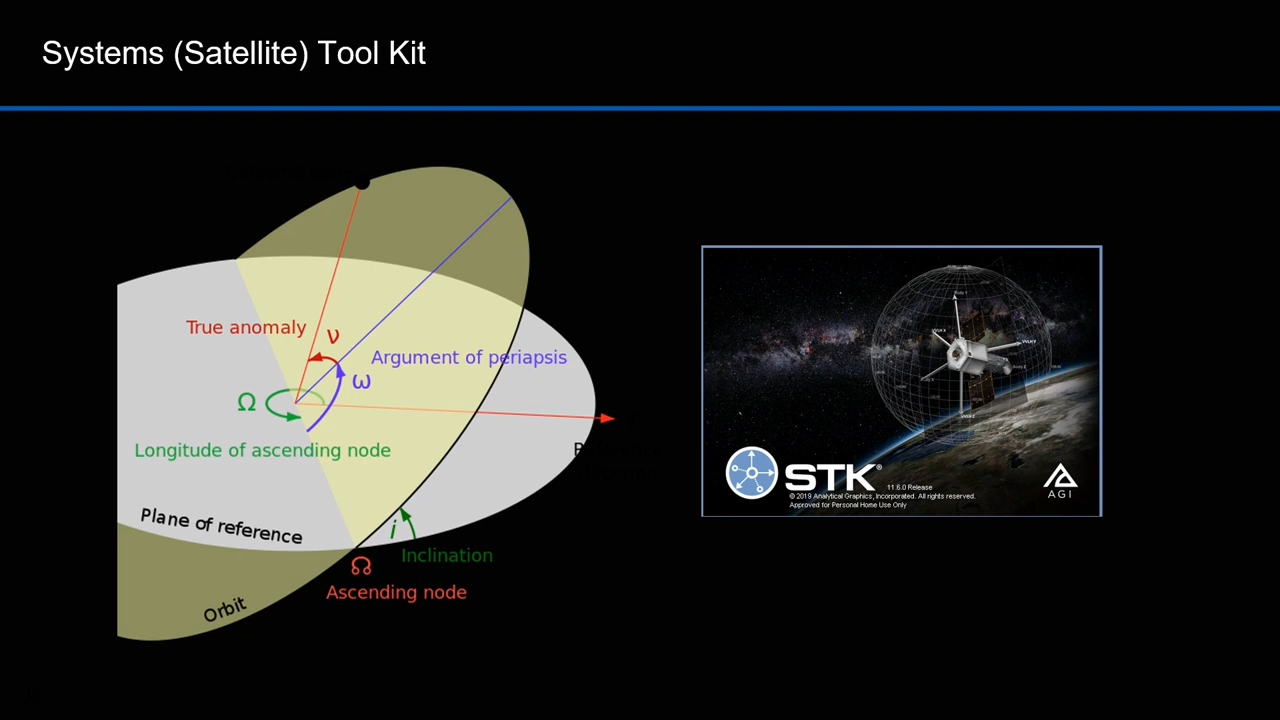 Systems (Satellite) Tool Kit
True anomaly
ν
Argument of periapsis
ω
Ω
Longitude of ascending node
Plane of reference
i
Inclination
☊
Ascending node
Orbit
STK®
11.6.0 Release
© 2019 Analytical Graphics, Incorporated. All rights reserved.
Approved for Personal Home Use Only
AGI